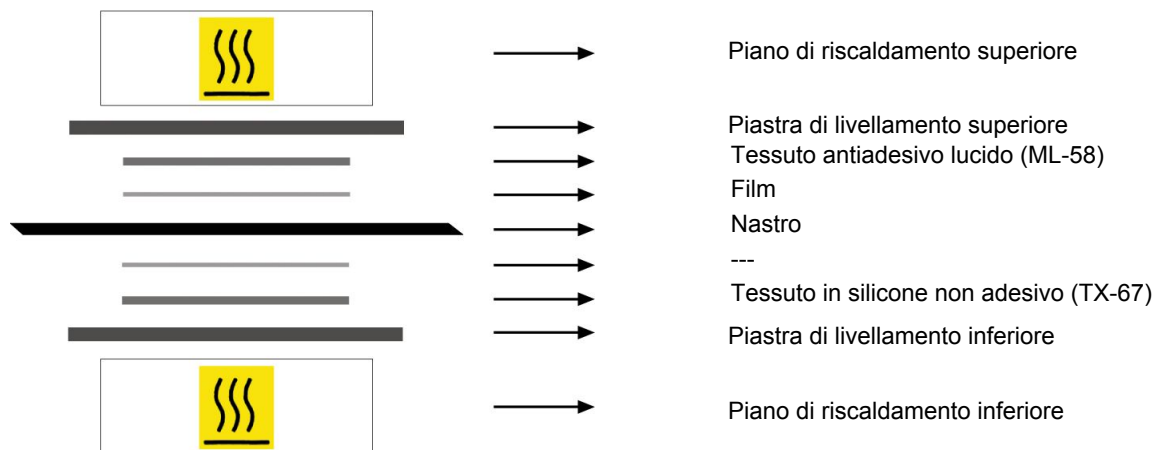 Piano di riscaldamento superiore
Piastra di livellamento superiore
Tessuto antiadesivo lucido (ML-58)
Film
Nastro
---
Tessuto in silicone non adesivo (TX-67)
Piastra di livellamento inferiore
Piano di riscaldamento inferiore